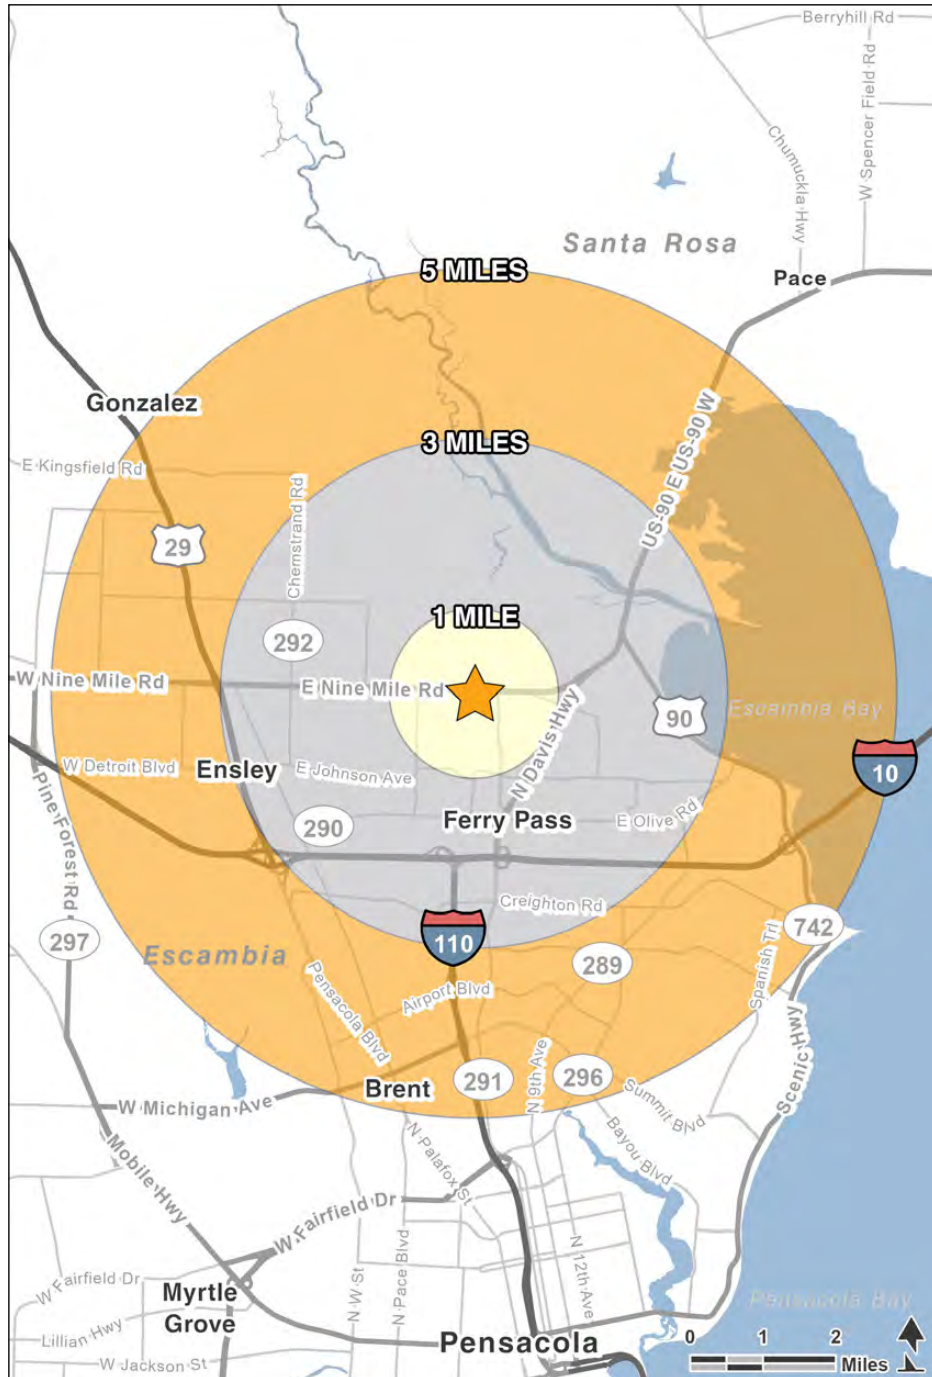 Berryhill Rd
W Spencer Field Rd
Chumuckla Hwy
Santa Rosa
5 MILES
Pace
Gonzalez
US-90 E US-90 W
3 MILES
E Kingsfield Rd
Chemstrand Rd
29
1 MILE
292
W Nine Mile Rd
E Nine Mile Rd
N Davis Hwy
90
Escambia Bay
W Detroit Blvd
Ensley
E Johnson Ave
10
Pine Forest Rd
290
Ferry Pass
E Olive Rd
Creighton Rd
297
110
742
Escambia
289
Spanish Trl
Airport Blvd
Pensacola Blvd
Scenic Hwy
Brent
291
N 9th Ave
296
W Michigan Ave
Summit Blvd
Bayou Blvd
Mobile Hwy
N Palafox St
W Fairfield Dr
N 12th Ave
W Fairfield Dr
N W St
N Pace Blvd
Myrtle
Grove
Pensacola Bay
Lillian Hwy
Pensacola
W Jackson St
0 1 2
Miles